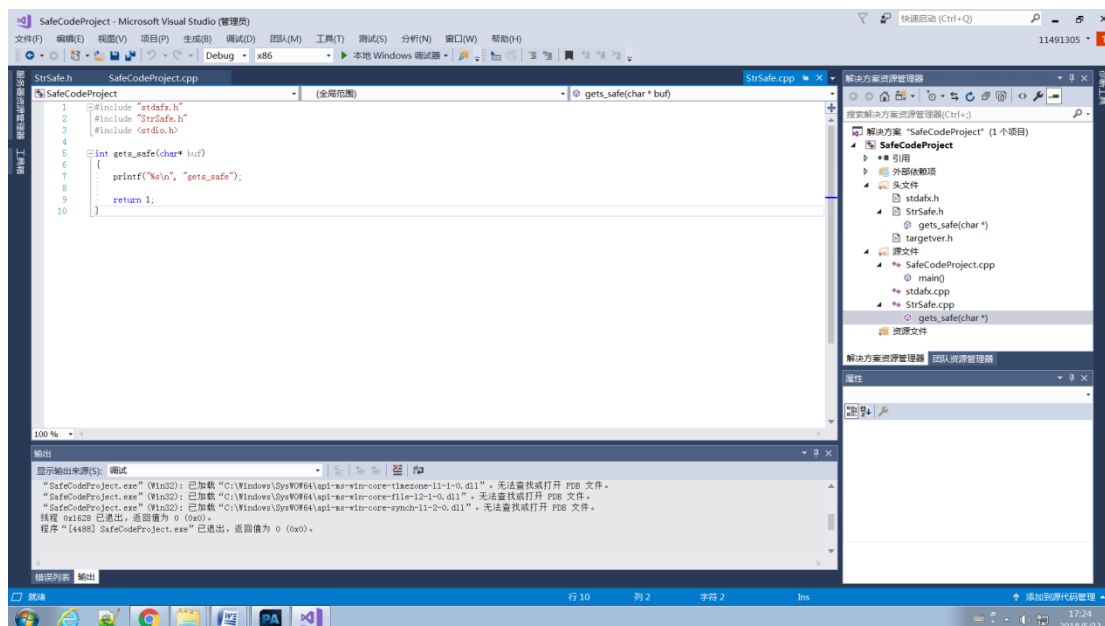 SafeCodeProject - Microsoft Visual Studio (管理员)
快速启动 (Ctrl+Q)
文件(F) 编辑(E) 视图(V) 项目(P) 生成(B) 调试(D) 团队(M) 工具(T) 测试(S) 分析(N) 窗口(W) 帮助(H)
11491305
Debug x86 本地 Windows 调试器
服务器资源管理器
工具箱
诊断工具
StrSafe.h SafeCodeProject.cpp StrSafe.cpp
SafeCodeProject (全局范围) gets_safe(char * buf)
1 #include "stdafx.h"
2 #include "StrSafe.h"
3 #include <stdio.h>
4
5 int gets_safe(char* buf)
6 {
7 printf("%s\n", "gets_safe");
8
9 return 1;
10 }
100 %
解决方案资源管理器
搜索解决方案资源管理器(Ctrl+;)
解决方案 "SafeCodeProject" (1 个项目)
SafeCodeProject
引用
外部依赖项
头文件
stdafx.h
StrSafe.h
gets_safe(char *)
targetver.h
源文件
SafeCodeProject.cpp
main()
stdafx.cpp
StrSafe.cpp
gets_safe(char *)
资源文件
解决方案资源管理器 团队资源管理器
属性
输出
显示输出来源(S): 调试
"SafeCodeProject.exe" (Win32): 已加载 "C:\Windows\SysWOW64\api-ms-win-core-timezone-l1-1-0.dll"。无法查找或打开 PDB 文件。
"SafeCodeProject.exe" (Win32): 已加载 "C:\Windows\SysWOW64\api-ms-win-core-file-l2-1-0.dll"。无法查找或打开 PDB 文件。
"SafeCodeProject.exe" (Win32): 已加载 "C:\Windows\SysWOW64\api-ms-win-core-synch-l1-2-0.dll"。无法查找或打开 PDB 文件。
线程 0x1628 已退出，返回值为 0 (0x0)。
程序 "[4488] SafeCodeProject.exe" 已退出，返回值为 0 (0x0)。
错误列表 输出
就绪 行 10 列 2 字符 2 Ins 添加到源代码管理
PA
17:24